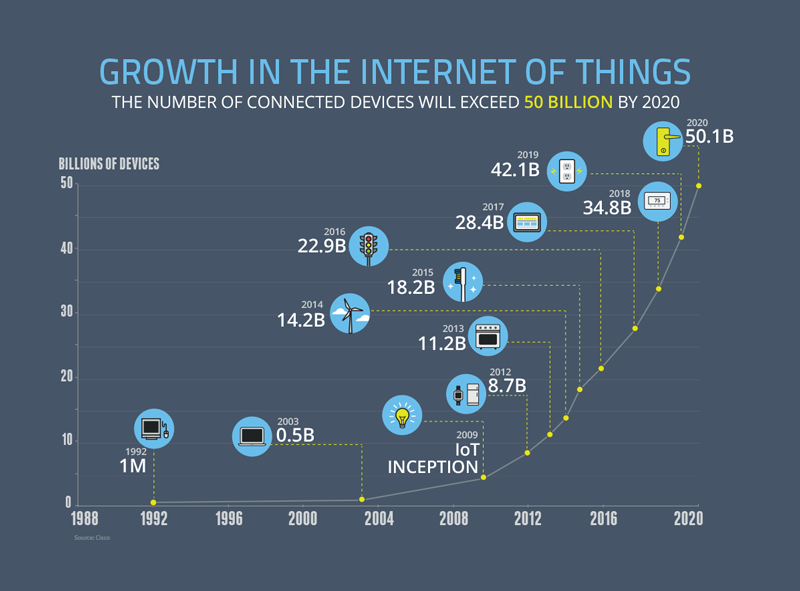 GROWTH IN THE INTERNET OF THINGS
THE NUMBER OF CONNECTED DEVICES WILL EXCEED 50 BILLION BY 2020
BILLIONS OF DEVICES
50
40
30
20
10
0
1992
1M
2003
0.5B
2009
IoT
INCEPTION
2012
8.7B
2013
11.2B
2014
14.2B
2015
18.2B
2016
22.9B
2017
28.4B
2018
34.8B
75
2019
42.1B
2020
50.1B
1988
1992
1996
2000
2004
2008
2012
2016
2020
Source: Cisco